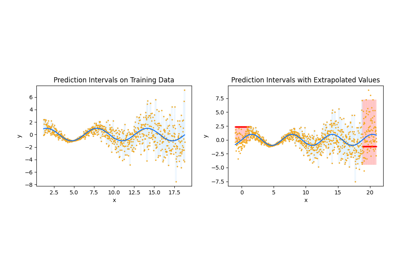 Prediction Intervals on Training Data
Prediction Intervals with Extrapolated Values
6
4
2
0
−2
−4
−6
−8
y
2.5 5.0 7.5 10.0 12.5 15.0 17.5
x
7.5
5.0
2.5
0.0
−2.5
−5.0
−7.5
y
0 5 10 15 20
x